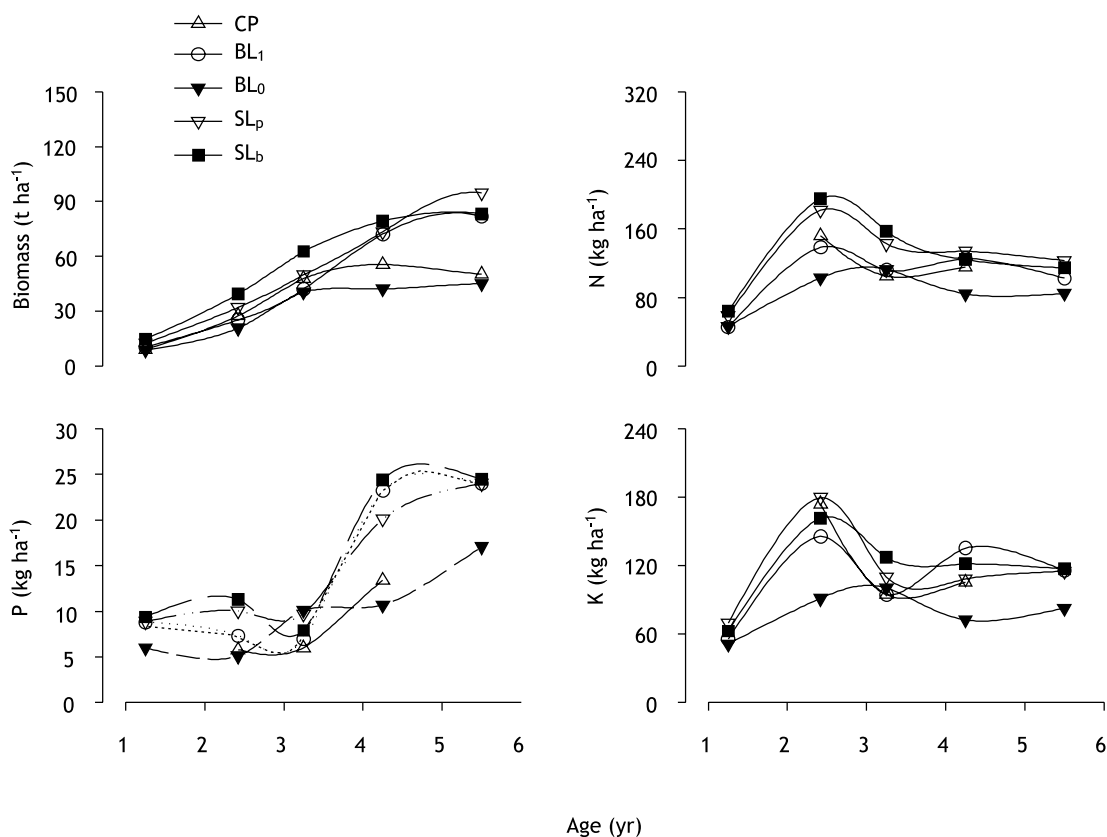 CP
BL₁
BL₀
SLₚ
SL_b
Biomass (t ha⁻¹)
150
120
90
60
30
0
N (kg ha⁻¹)
320
240
160
80
0
P (kg ha⁻¹)
30
25
20
15
10
5
0
1 2 3 4 5 6
K (kg ha⁻¹)
240
180
120
60
0
1 2 3 4 5 6
Age (yr)